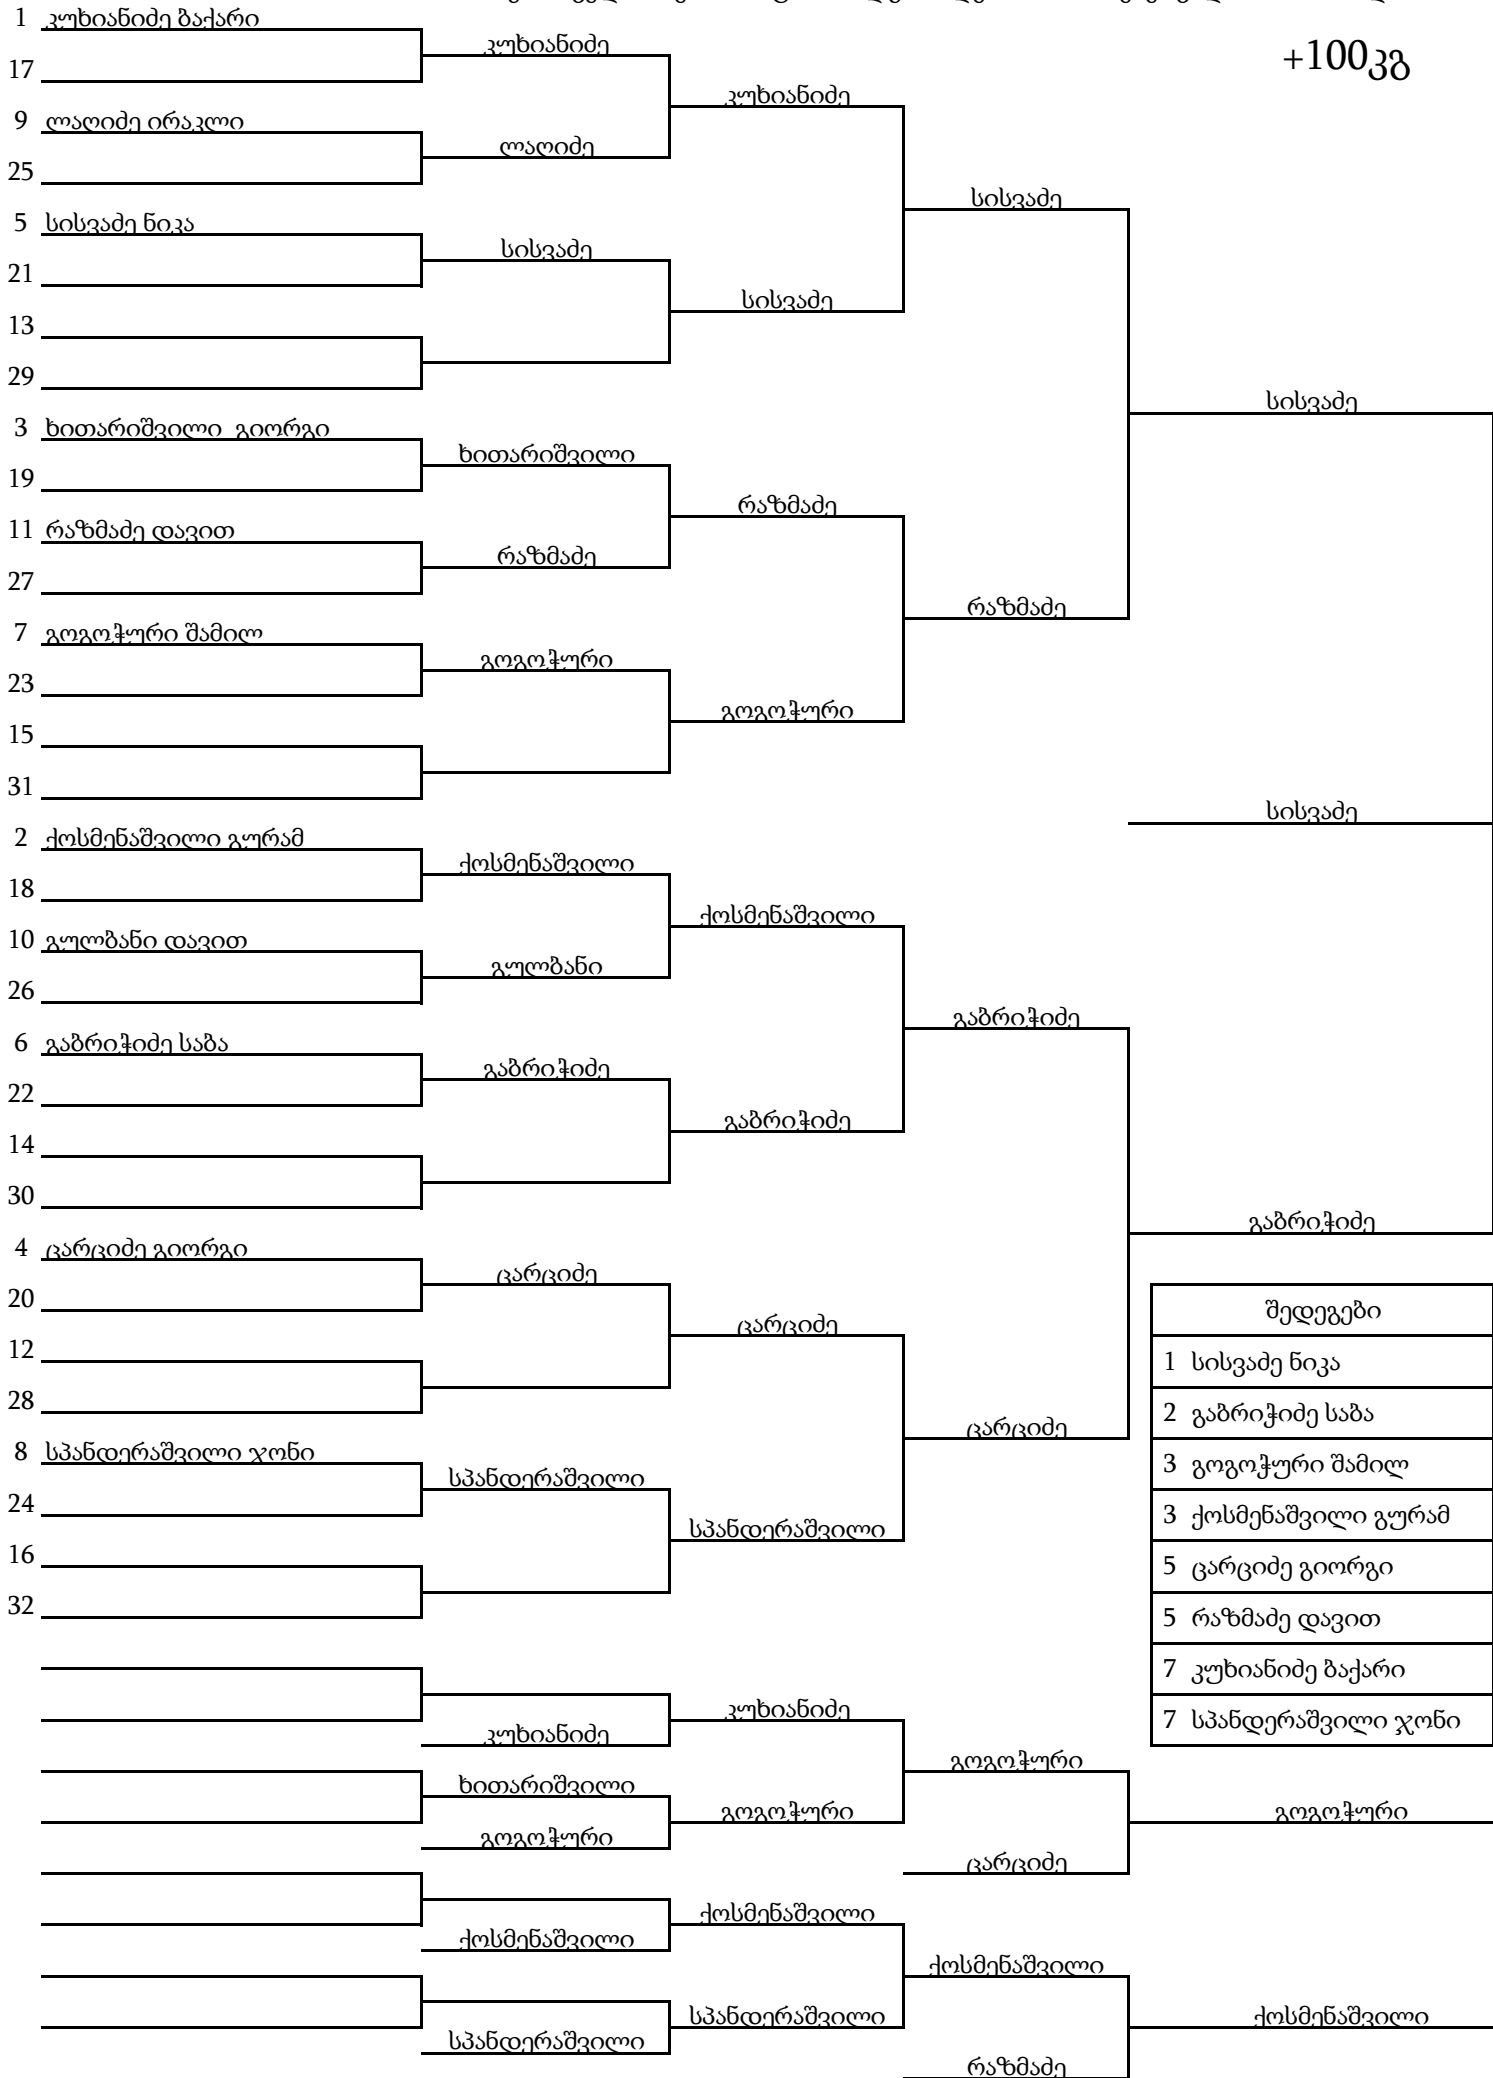 1 კუხიანიძე ბაქარი
კუხიანიძე
+100კგ
17
კუხიანიძე
9 ლაღიძე ირაკლი
ლაღიძე
25
სისვაძე
5 სისვაძე ნიკა
სისვაძე
21
სისვაძე
13
29
სისვაძე
3 ხითარიშვილი გიორგი
ხითარიშვილი
19
რაზმაძე
11 რაზმაძე დავით
რაზმაძე
27
რაზმაძე
7 გოგოჭური შამილ
გოგოჭური
23
გოგოჭური
15
31
სისვაძე
2 ქოსმენაშვილი გურამ
ქოსმენაშვილი
18
ქოსმენაშვილი
10 გულბანი დავით
გულბანი
26
გაბრიჭიძე
6 გაბრიჭიძე საბა
გაბრიჭიძე
22
გაბრიჭიძე
14
30
გაბრიჭიძე
4 ცარციძე გიორგი
ცარციძე
20
შედეგები
ცარციძე
12
1 სისვაძე ნიკა
28
2 გაბრიჭიძე საბა
ცარციძე
8 სპანდერაშვილი ჯონი
3 გოგოჭური შამილ
სპანდერაშვილი
24
3 ქოსმენაშვილი გურამ
სპანდერაშვილი
16
5 ცარციძე გიორგი
32
5 რაზმაძე დავით
7 კუხიანიძე ბაქარი
კუხიანიძე
7 სპანდერაშვილი ჯონი
კუხიანიძე
გოგოჭური
ხითარიშვილი
გოგოჭური
გოგოჭური
გოგოჭური
ცარციძე
ქოსმენაშვილი
ქოსმენაშვილი
ქოსმენაშვილი
სპანდერაშვილი
ქოსმენაშვილი
სპანდერაშვილი
რაზმაძე